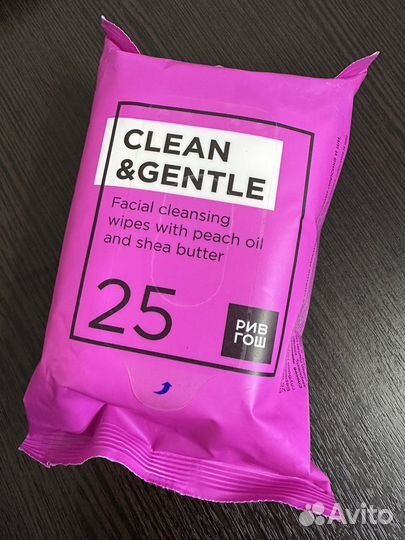 CLEAN
&GENTLE
Facial cleansing
wipes with peach oil
and shea butter
25
РИВ
ГОШ
Avito